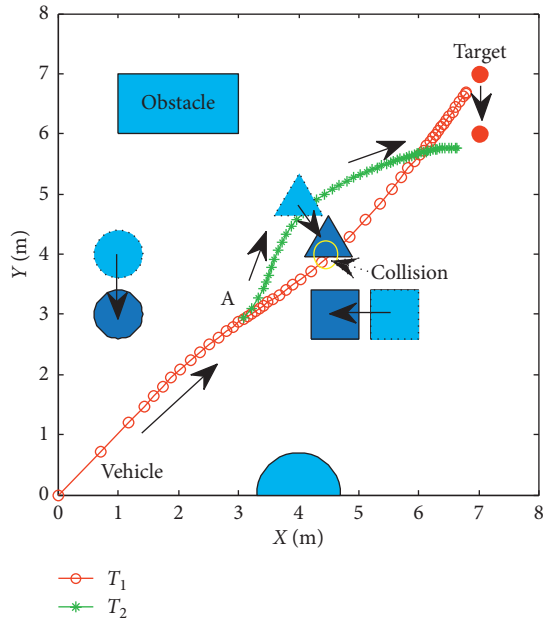 8
7
6
5
4
3
2
1
0
Y (m)
Target
Obstacle
A
Collision
Vehicle
0 1 2 3 4 5 6 7 8
X (m)
T1
T2